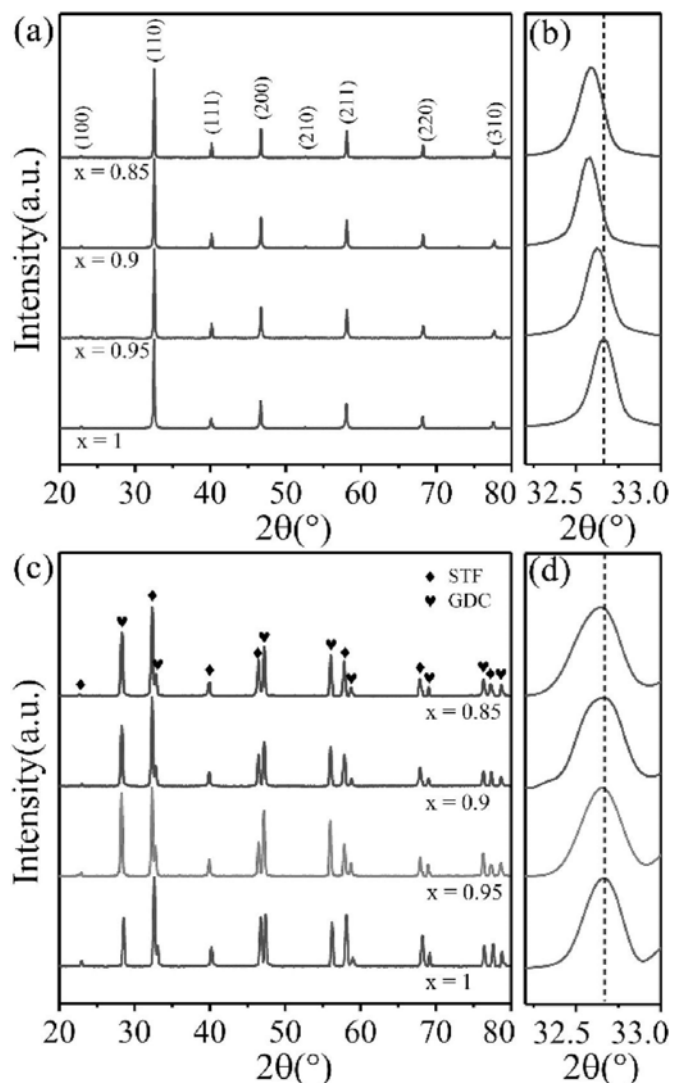 (a)
(100)
(110)
(111)
(200)
(210)
(211)
(220)
(310)
x = 0.85
x = 0.9
x = 0.95
x = 1
Intensity(a.u.)
20 30 40 50 60 70 80
2θ(°)
(b)
32.5 33.0
2θ(°)
(c)
♦ STF
♥ GDC
x = 0.85
x = 0.9
x = 0.95
x = 1
Intensity(a.u.)
20 30 40 50 60 70 80
2θ(°)
(d)
32.5 33.0
2θ(°)